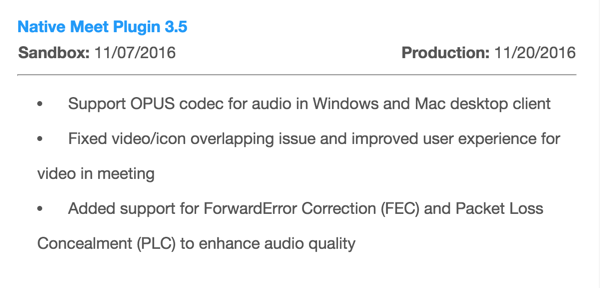 Native Meet Plugin 3.5
Sandbox: 11/07/2016 Production: 11/20/2016
• Support OPUS codec for audio in Windows and Mac desktop client
• Fixed video/icon overlapping issue and improved user experience for
video in meeting
• Added support for ForwardError Correction (FEC) and Packet Loss
Concealment (PLC) to enhance audio quality